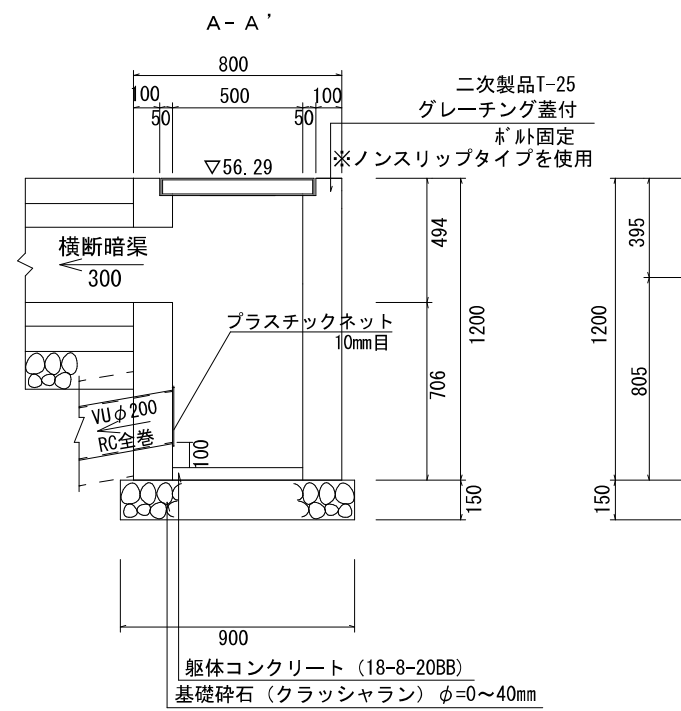 A-A'
800
100
500
100
50
50
二次製品T-25
グレーチング蓋付
ボルト固定
※ノンスリップタイプを使用
▽56.29
横断暗渠
300
494
395
1200
1200
プラスチックネット
10mm目
706
805
VUφ200
RC全巻
100
150
150
900
躯体コンクリート（18-8-20BB）
基礎砕石（クラッシャラン）φ=0～40mm